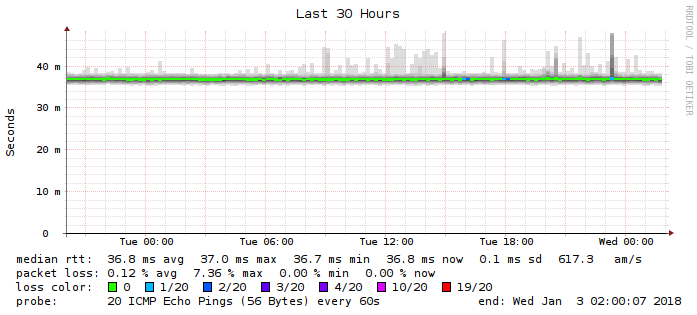 Last 30 Hours
RRDTOOL / TOBI OETIKER
Seconds
40 m
30 m
20 m
10 m
0
Tue 00:00 Tue 06:00 Tue 12:00 Tue 18:00 Wed 00:00
median rtt: 36.8 ms avg 37.0 ms max 36.7 ms min 36.8 ms now 0.1 ms sd 617.3 am/s
packet loss: 0.12 % avg 7.36 % max 0.00 % min 0.00 % now
loss color: 0 1/20 2/20 3/20 4/20 10/20 19/20
probe: 20 ICMP Echo Pings (56 Bytes) every 60s end: Wed Jan 3 02:00:07 2018